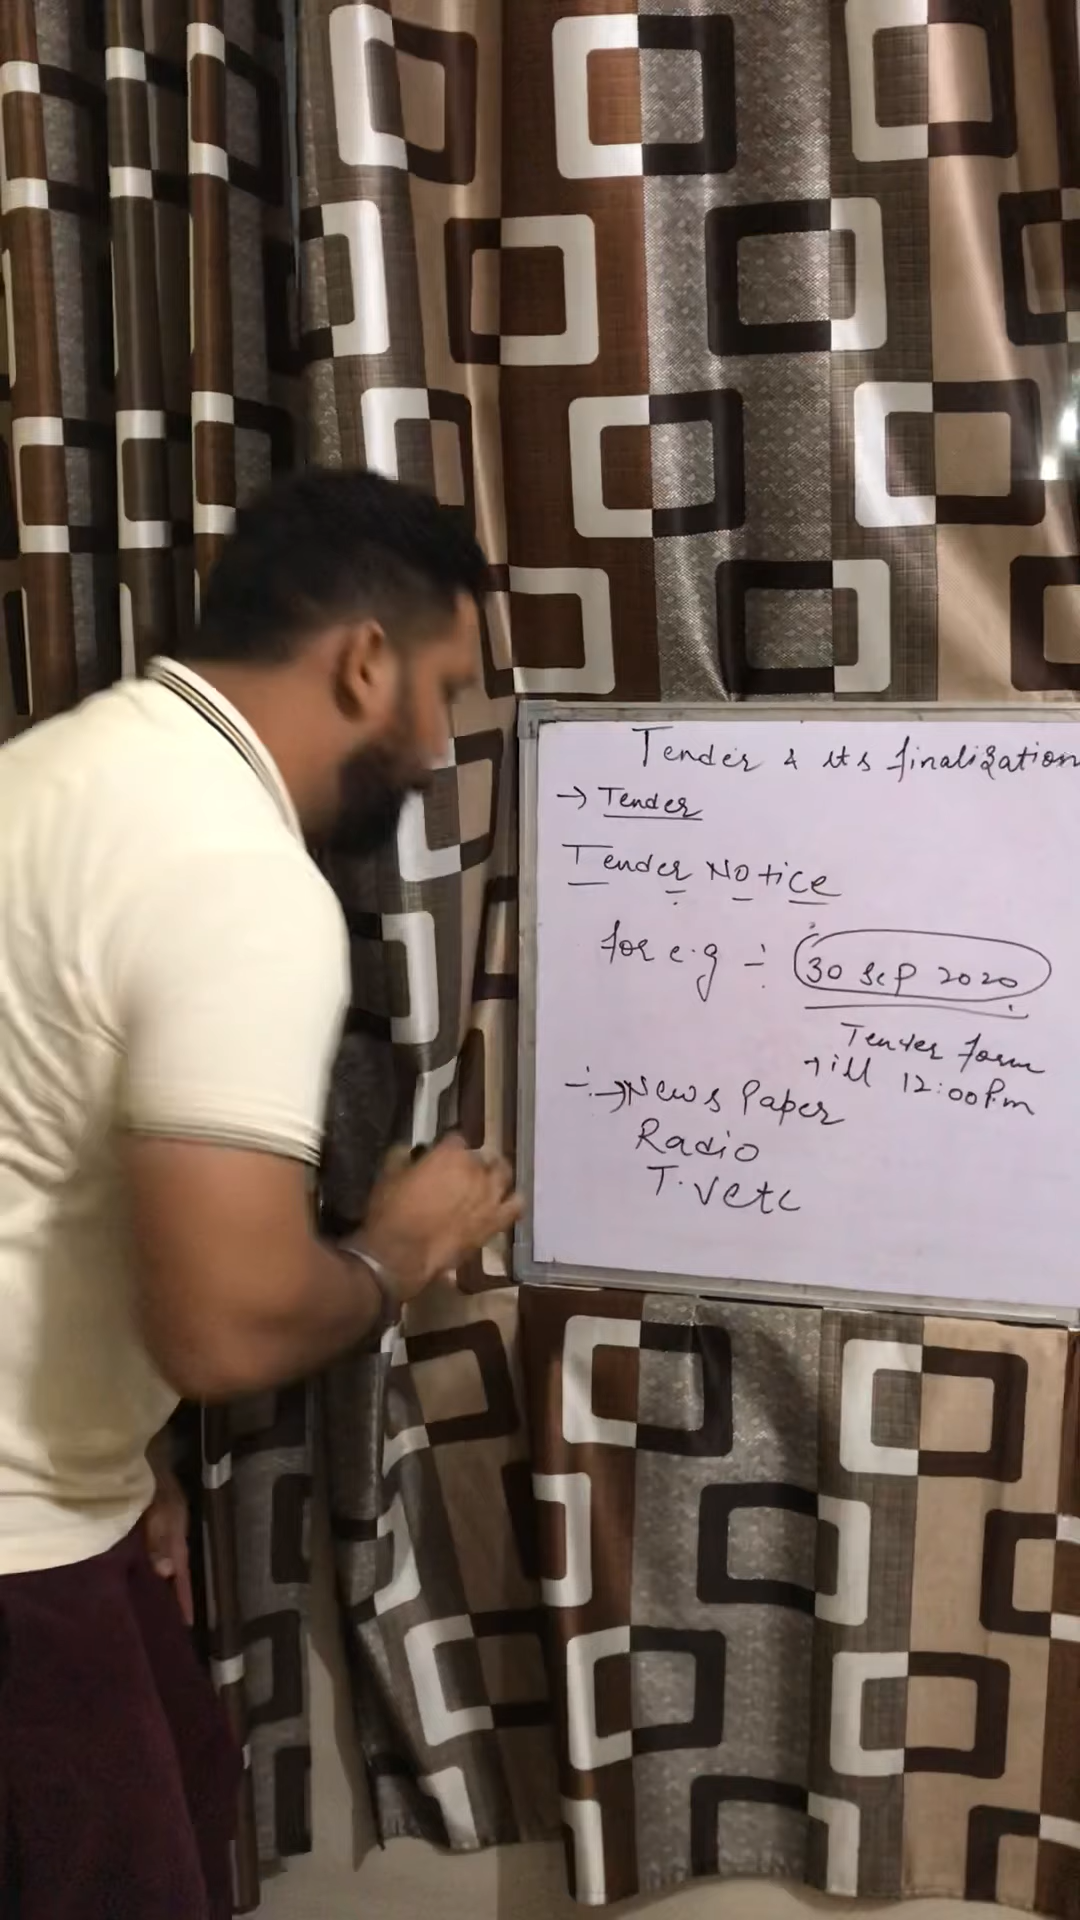 Tender & its finalization
→ Tender
Tender Notice
for e.g ÷ 30 Sep 2020
Tender form
till 12:00 Pm
÷→ News Paper
Radio
T.V etc